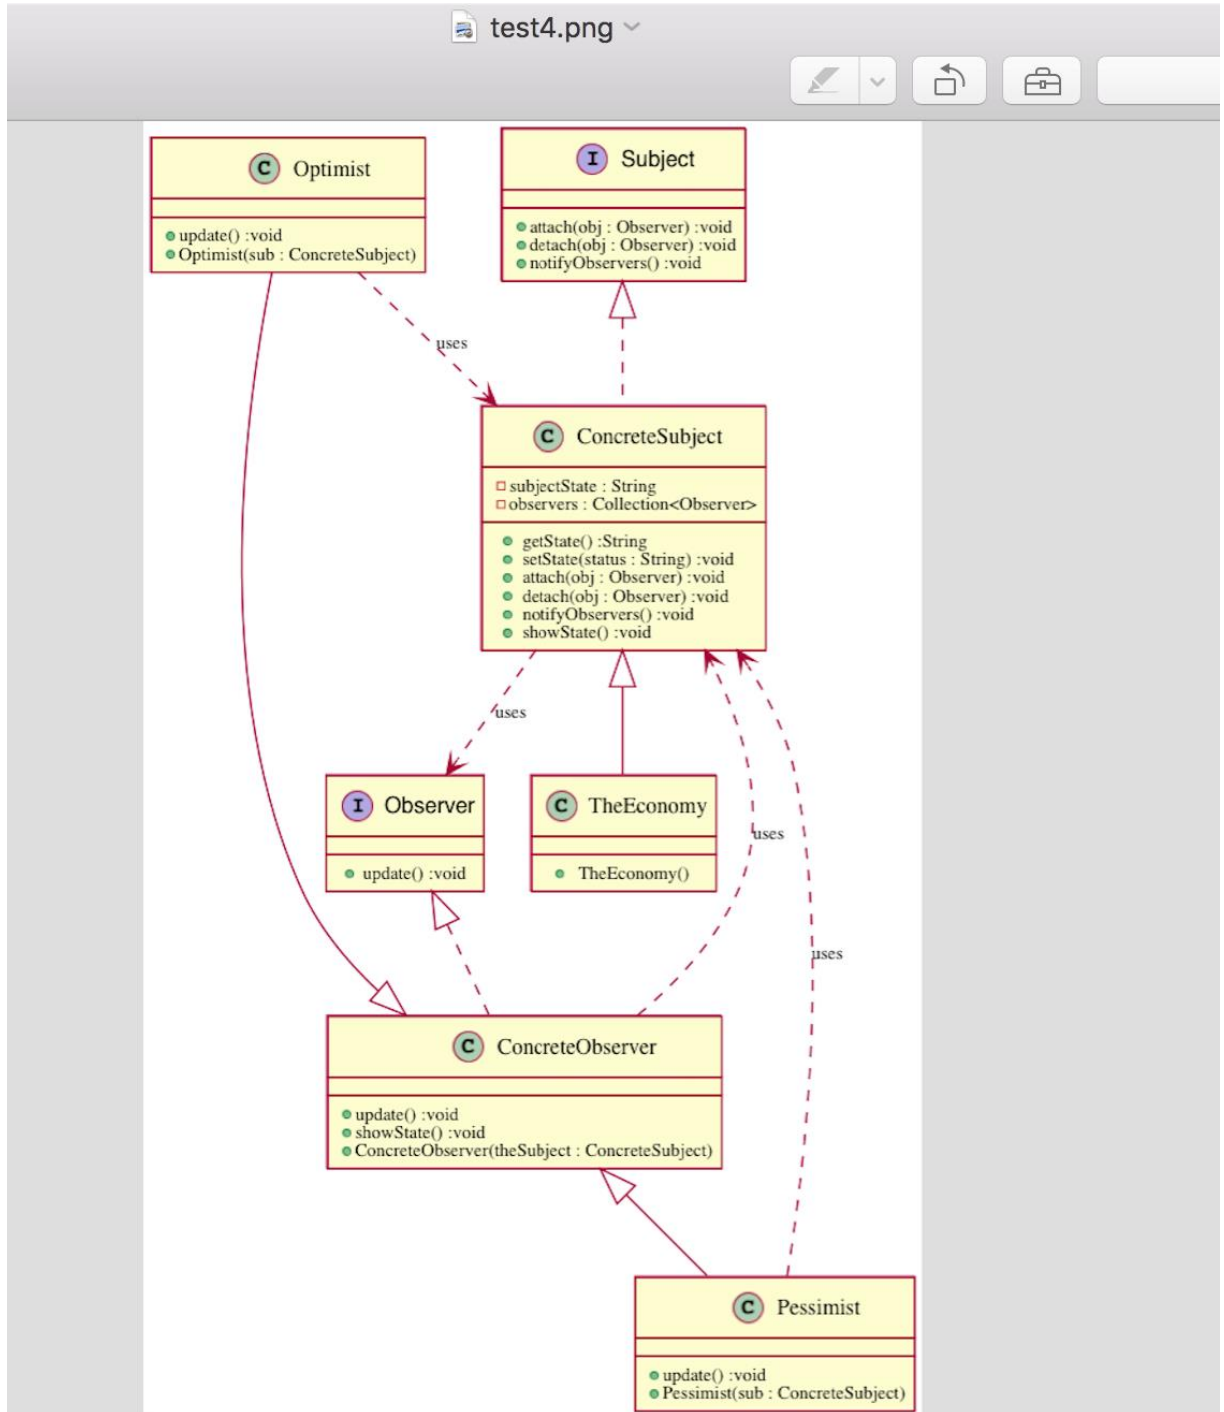 test4.png
C Optimist
update() :void
Optimist(sub : ConcreteSubject)
I Subject
attach(obj : Observer) :void
detach(obj : Observer) :void
notifyObservers() :void
uses
C ConcreteSubject
subjectState : String
observers : Collection<Observer>
getState() :String
setState(status : String) :void
attach(obj : Observer) :void
detach(obj : Observer) :void
notifyObservers() :void
showState() :void
uses
I Observer
update() :void
C TheEconomy
TheEconomy()
uses
uses
C ConcreteObserver
update() :void
showState() :void
ConcreteObserver(theSubject : ConcreteSubject)
C Pessimist
update() :void
Pessimist(sub : ConcreteSubject)